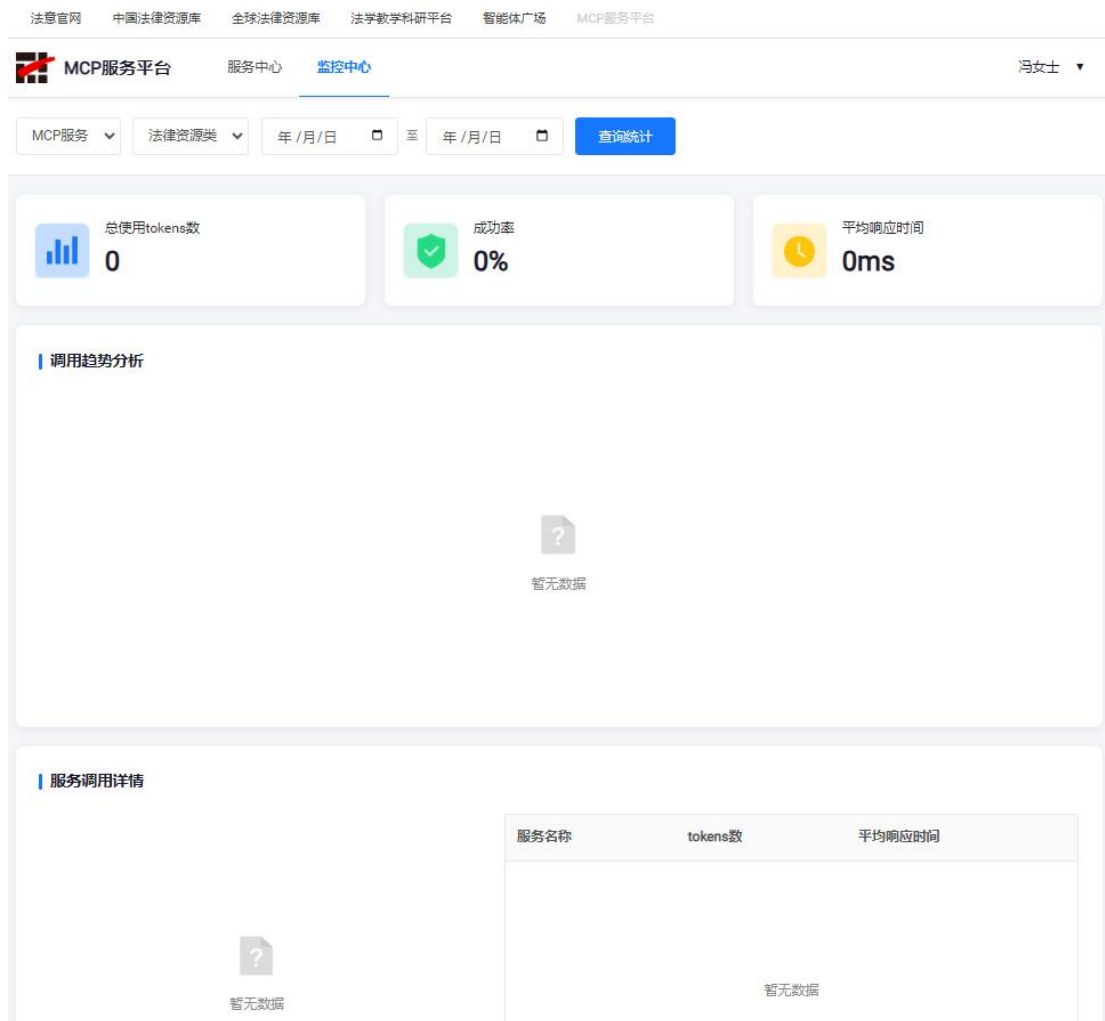 法意官网 中国法律资源库 全球法律资源库 法学教学科研平台 智能体广场 MCP服务平台
MCP服务平台 服务中心 监控中心 冯女士
MCP服务 法律资源类 年/月/日 至 年/月/日 查询统计
总使用tokens数 成功率 平均响应时间
0 0% 0ms
调用趋势分析
?
暂无数据
服务调用详情
服务名称 tokens数 平均响应时间
?
暂无数据
暂无数据